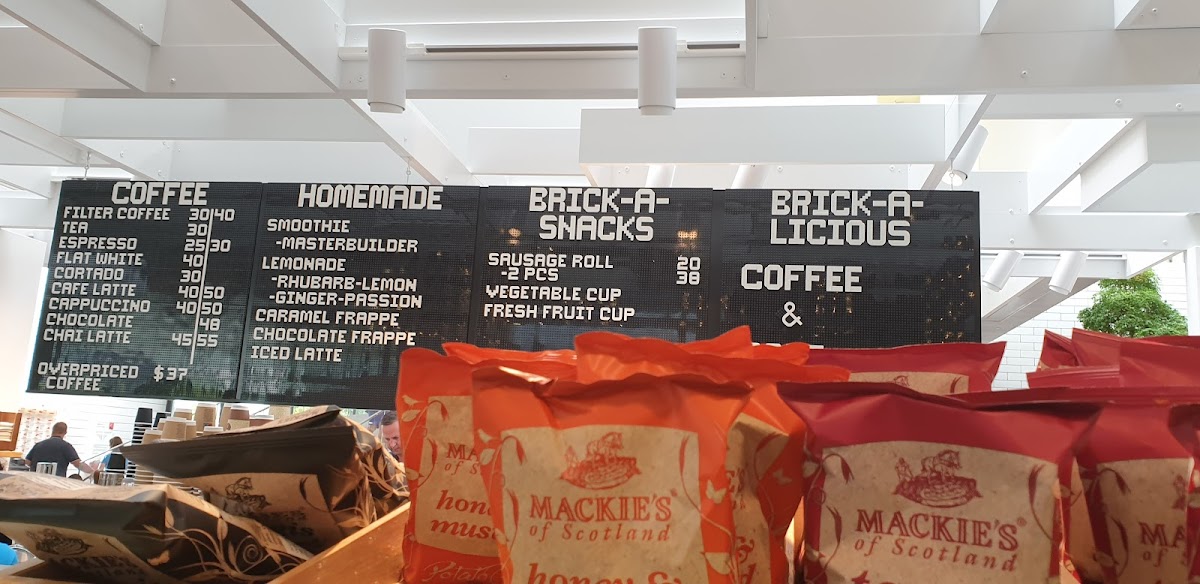 COFFEE
FILTER COFFEE 30 40
TEA 30
ESPRESSO 25 30
FLAT WHITE 40
CORTADO 30
CAFE LATTE 40 50
CAPPUCCINO 40 50
CHOCOLATE 48
CHAI LATTE 45 55
OVERPRICED $37
COFFEE
HOMEMADE
SMOOTHIE
-MASTERBUILDER
LEMONADE
-RHUBARB-LEMON
-GINGER-PASSION
CARAMEL FRAPPE
CHOCOLATE FRAPPE
ICED LATTE
BRICK-A-
SNACKS
SAUSAGE ROLL 20
-2 PCS 38
VEGETABLE CUP
FRESH FRUIT CUP
BRICK-A-
LICIOUS
COFFEE
&
MACKIE'S
of Scotland
honey &
MACKIE'S®
of Scotland